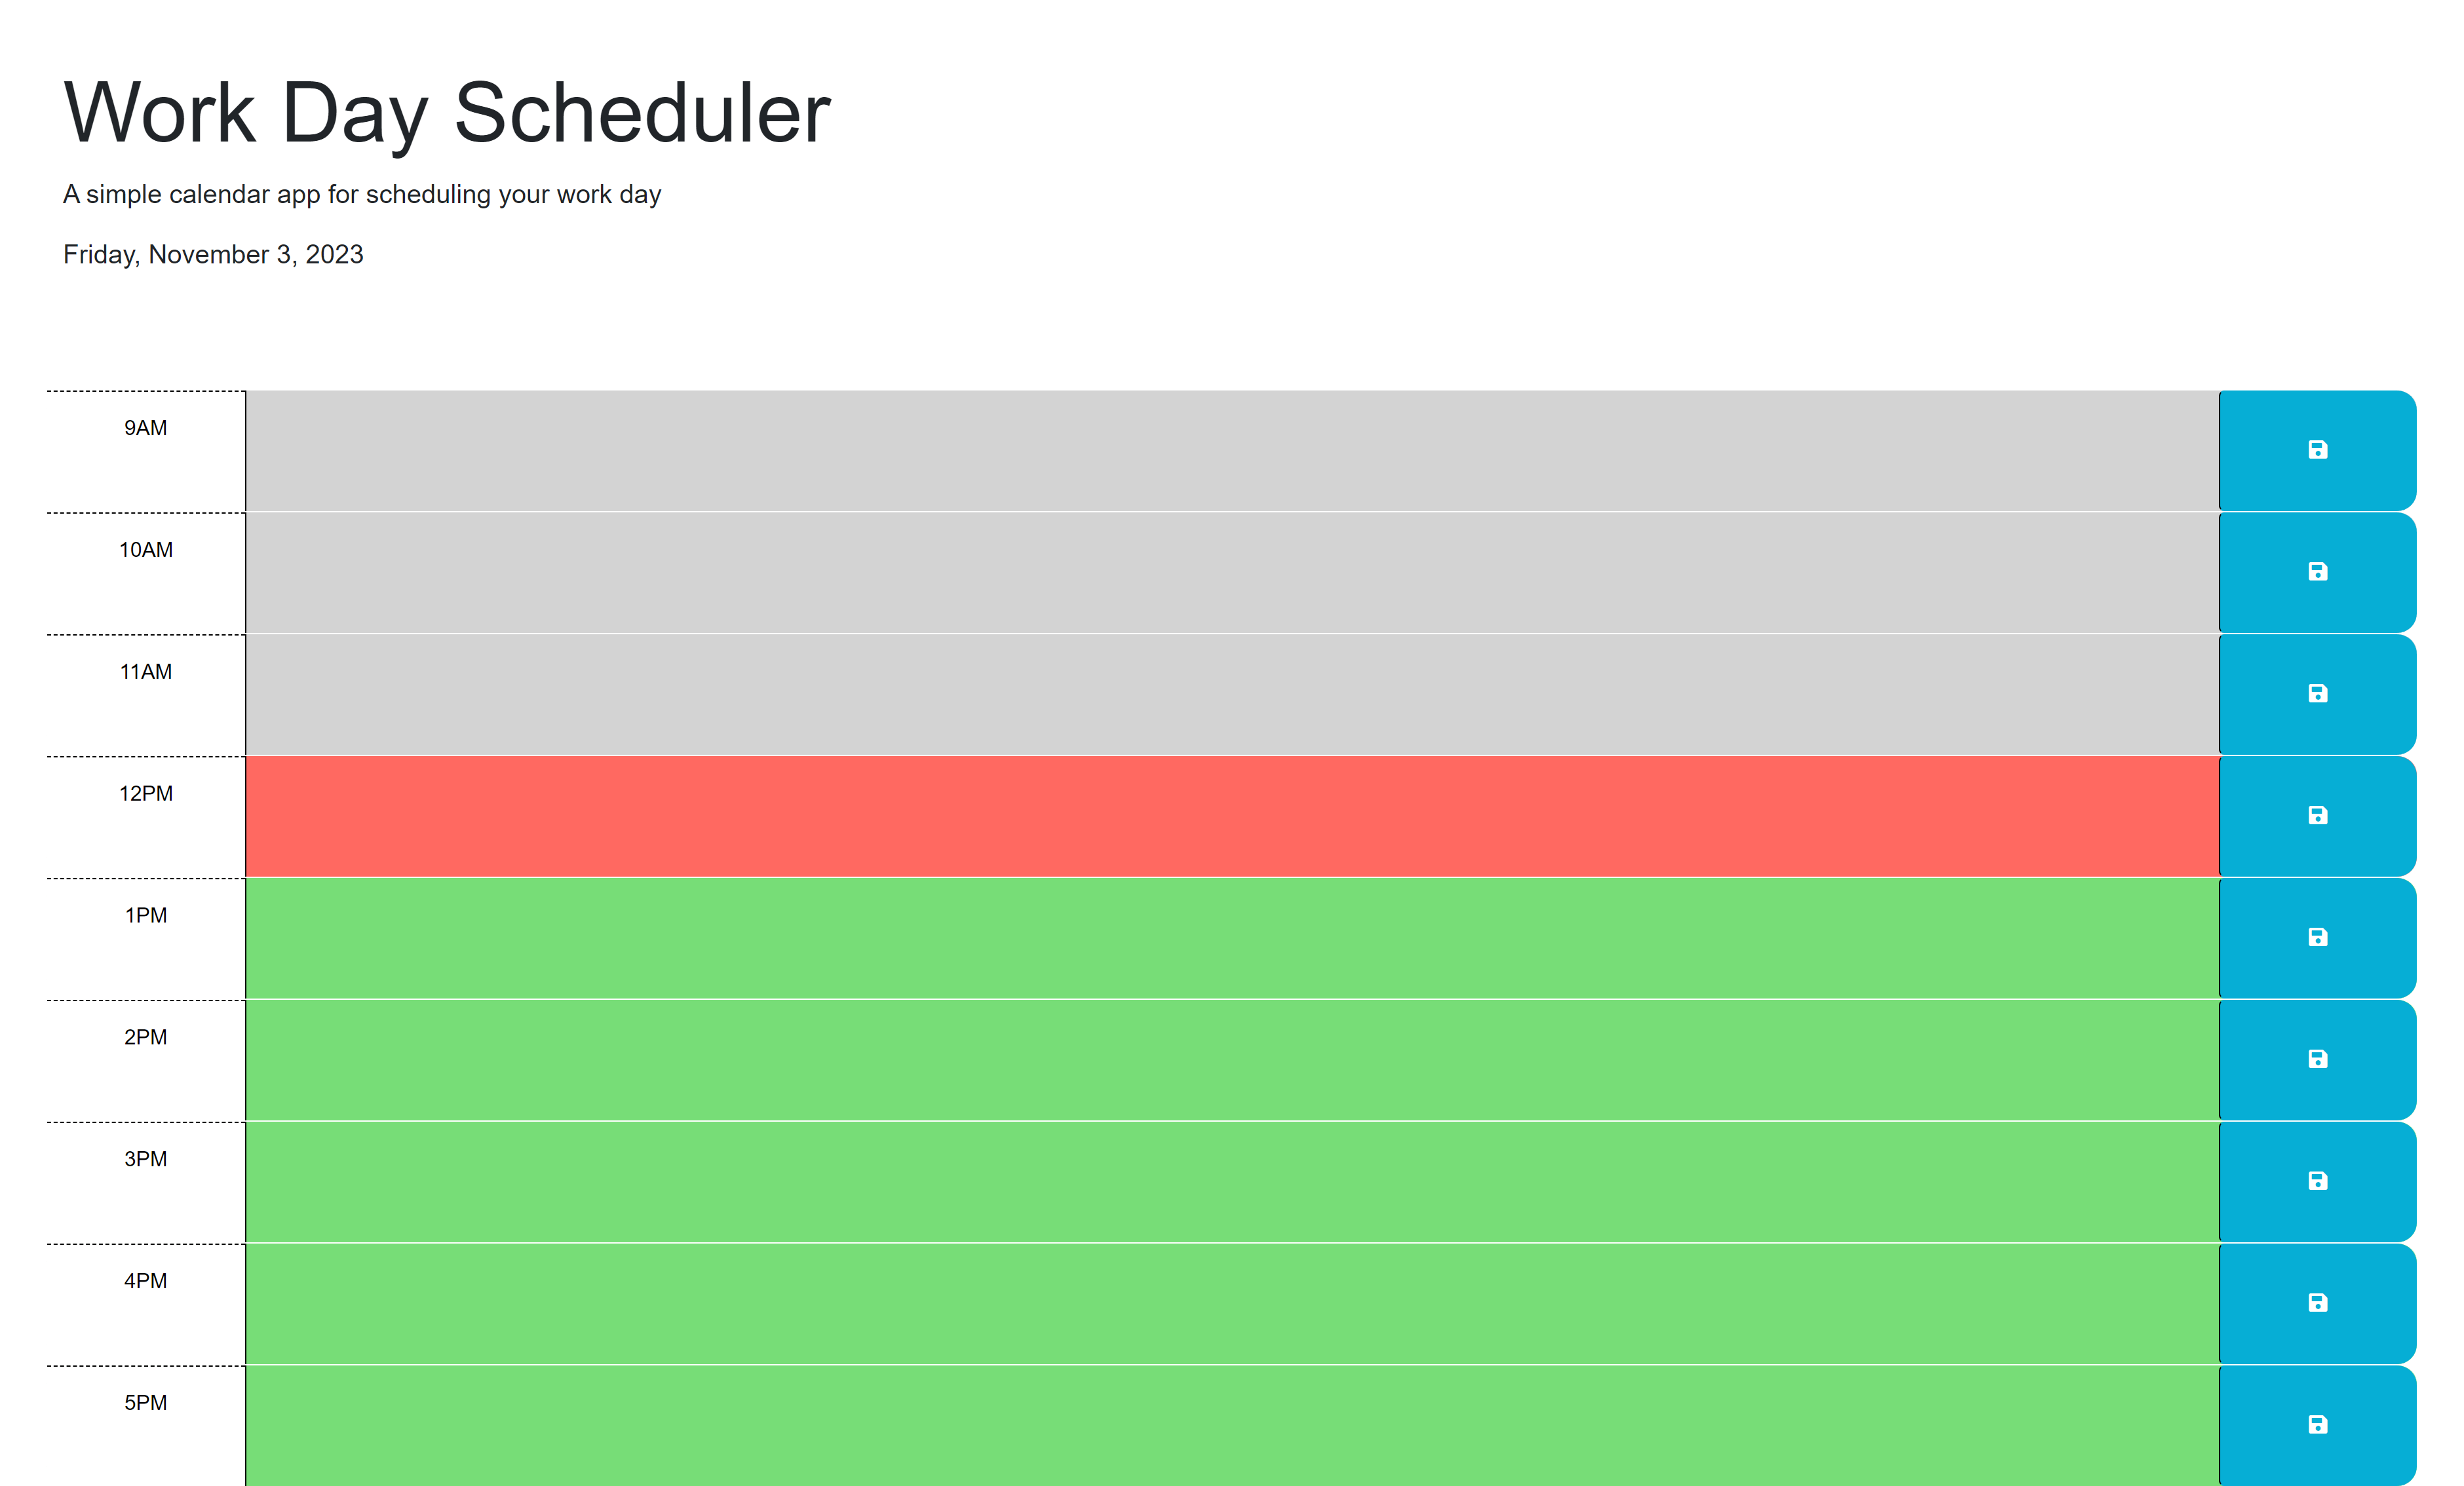 Work Day Scheduler
A simple calendar app for scheduling your work day
Friday, November 3, 2023
9AM
10AM
11AM
12PM
1PM
2PM
3PM
4PM
5PM